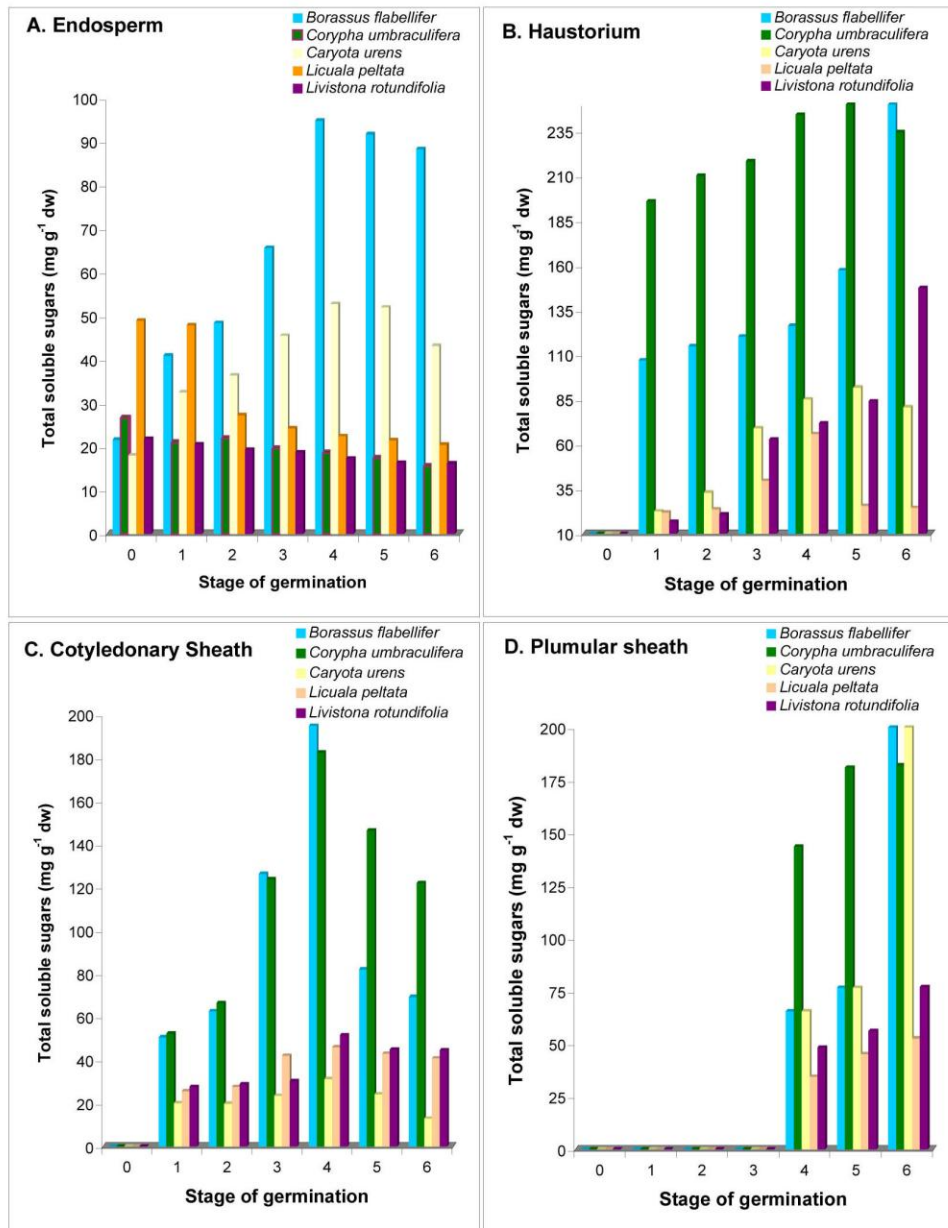 A. Endosperm
Borassus flabellifer
Corypha umbraculifera
Caryota urens
Licuala peltata
Livistona rotundifolia
Total soluble sugars (mg g⁻¹ dw)
100
90
80
70
60
50
40
30
20
10
0
0 1 2 3 4 5 6
Stage of germination
B. Haustorium
Borassus flabellifer
Corypha umbraculifera
Caryota urens
Licuala peltata
Livistona rotundifolia
Total soluble sugars (mg g⁻¹ dw)
235
210
185
160
135
110
85
60
35
10
0 1 2 3 4 5 6
Stage of germination
C. Cotyledonary Sheath
Borassus flabellifer
Corypha umbraculifera
Caryota urens
Licuala peltata
Livistona rotundifolia
Total soluble sugars (mg g⁻¹ dw)
200
180
160
140
120
100
80
60
40
20
0
0 1 2 3 4 5 6
Stage of germination
D. Plumular sheath
Borassus flabellifer
Corypha umbraculifera
Caryota urens
Licuala peltata
Livistona rotundifolia
Total soluble sugars (mg g⁻¹ dw)
200
175
150
125
100
75
50
25
0
0 1 2 3 4 5 6
Stage of germination